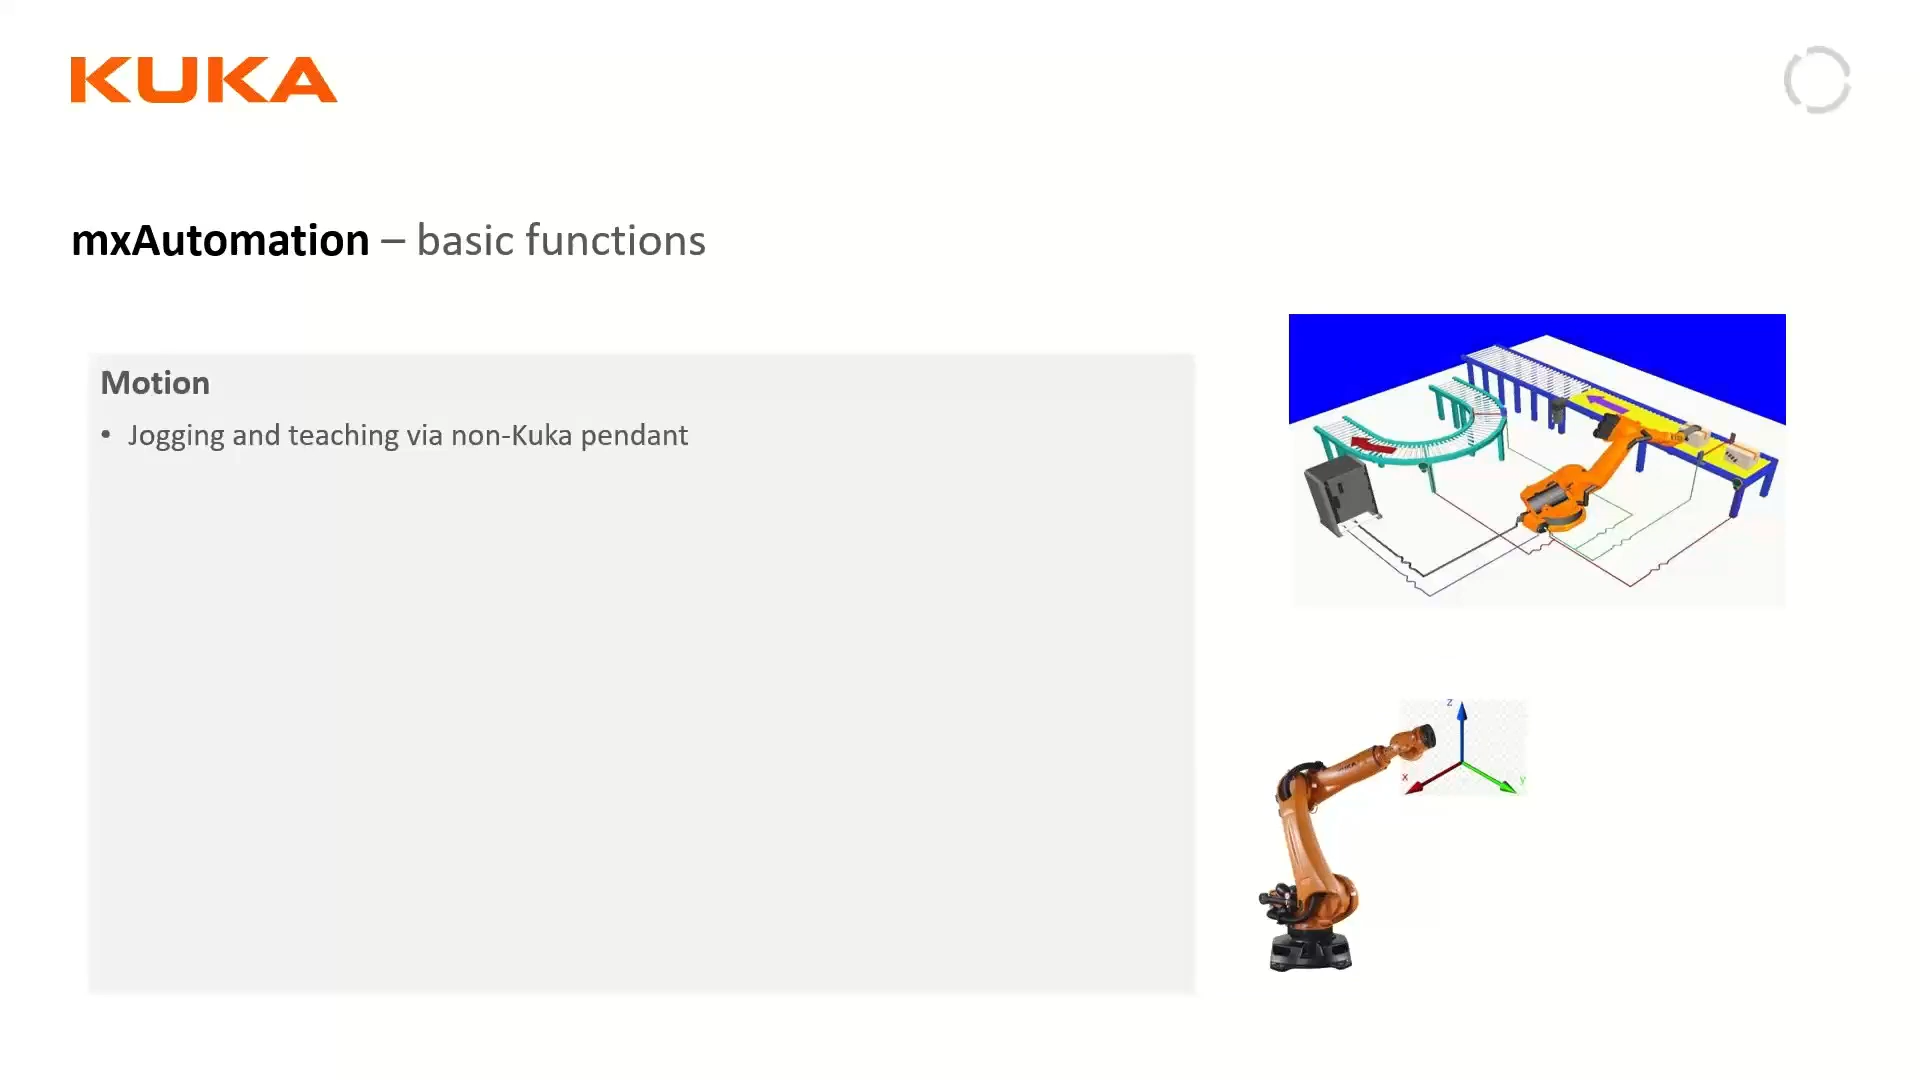 KUKA
mxAutomation – basic functions
Motion
• Jogging and teaching via non-Kuka pendant
z
x
y